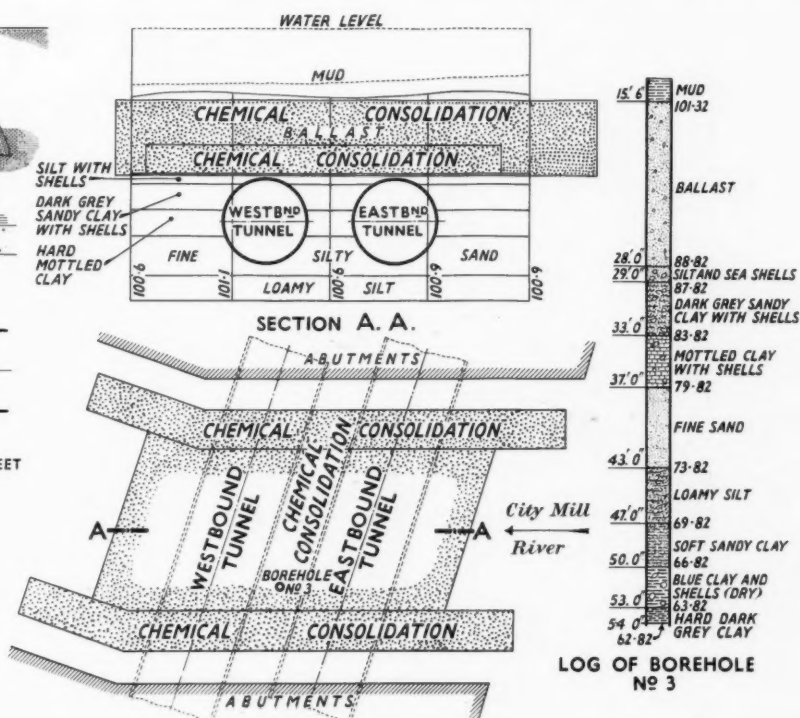 WATER LEVEL
MUD
CHEMICAL CONSOLIDATION
BALLAST
CHEMICAL CONSOLIDATION
SILT WITH
SHELLS
DARK GREY
SANDY CLAY
WITH SHELLS
HARD
MOTTLED
CLAY
WESTBND
TUNNEL
EASTBND
TUNNEL
FINE SILTY SAND
LOAMY SILT
100·6
101·1
100·6
100·9
100·9
SECTION A. A.
ABUTMENTS
CHEMICAL CONSOLIDATION
WESTBOUND
TUNNEL
CHEMICAL
CONSOLIDATION
EASTBOUND
TUNNEL
BOREHOLE
Nº 3
A
A
City Mill
River
CHEMICAL CONSOLIDATION
ABUTMENTS
EET
15'. 6"
MUD
101·32
BALLAST
28'. 0"
88·82
29'. 0"
SILT AND SEA SHELLS
87·82
DARK GREY SANDY
CLAY WITH SHELLS
33'. 0"
83·82
MOTTLED CLAY
WITH SHELLS
37'. 0"
79·82
FINE SAND
43'. 0"
73·82
LOAMY SILT
47'. 0"
69·82
SOFT SANDY CLAY
50'. 0"
66·82
BLUE CLAY AND
SHELLS (DRY)
53'. 0"
63·82
HARD DARK
GREY CLAY
54'. 0"
62·82
LOG OF BOREHOLE
Nº 3